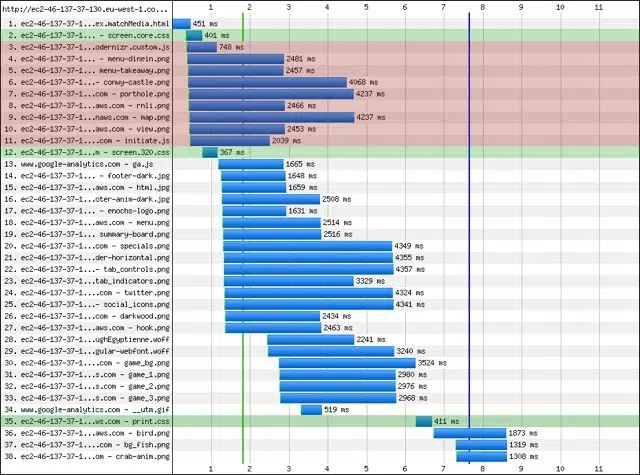 http://ec2-46-137-37-130.eu-west-1.co...
1 2 3 4 5 6 7 8 9 10 11
1. ec2-46-137-37-1...ex.matchMedia.html 451 ms
2. ec2-46-137-37-1... - screen.core.css 401 ms
3. ec2-46-137-37-1...odernizr.custom.js 748 ms
4. ec2-46-137-37-1... - menu-dinein.png 2481 ms
5. ec2-46-137-37-1... menu-takeaway.png 2457 ms
6. ec2-46-137-37-1... - conwy-castle.png 4068 ms
7. ec2-46-137-37-1....com - porthole.png 4237 ms
8. ec2-46-137-37-1...aws.com - rnli.png 2466 ms
9. ec2-46-137-37-1...naws.com - map.png 4237 ms
10. ec2-46-137-37-1...aws.com - view.png 2453 ms
11. ec2-46-137-37-1....com - initiate.js 2039 ms
12. ec2-46-137-37-1...m - screen.320.css 367 ms
13. www.google-analytics.com - ga.js 1665 ms
14. ec2-46-137-37-1... - footer-dark.jpg 1648 ms
15. ec2-46-137-37-1...aws.com - html.jpg 1659 ms
16. ec2-46-137-37-1...oter-anim-dark.jpg 2508 ms
17. ec2-46-137-37-1... - enochs-logo.png 1631 ms
18. ec2-46-137-37-1...aws.com - menu.png 2514 ms
19. ec2-46-137-37-1... summary-board.png 2516 ms
20. ec2-46-137-37-1....com - specials.png 4349 ms
21. ec2-46-137-37-1...der-horizontal.png 4355 ms
22. ec2-46-137-37-1... - tab_controls.png 4357 ms
23. ec2-46-137-37-1...tab_indicators.png 3329 ms
24. ec2-46-137-37-1....com - twitter.png 4324 ms
25. ec2-46-137-37-1...- social_icons.png 4341 ms
26. ec2-46-137-37-1....com - darkwood.png 2434 ms
27. ec2-46-137-37-1...aws.com - hook.png 2463 ms
28. ec2-46-137-37-1...ughEgyptienne.woff 2241 ms
29. ec2-46-137-37-1...gular-webfont.woff 3240 ms
30. ec2-46-137-37-1....com - game_bg.png 3524 ms
31. ec2-46-137-37-1...s.com - game_1.png 2980 ms
32. ec2-46-137-37-1...s.com - game_2.png 2976 ms
33. ec2-46-137-37-1...s.com - game_3.png 2968 ms
34. www.google-analytics.com - __utm.gif 519 ms
35. ec2-46-137-37-1...ws.com - print.css 411 ms
36. ec2-46-137-37-1...aws.com - bird.png 1873 ms
37. ec2-46-137-37-1....com - bg_fish.png 1319 ms
38. ec2-46-137-37-1...om - crab-anim.png 1308 ms
1 2 3 4 5 6 7 8 9 10 11